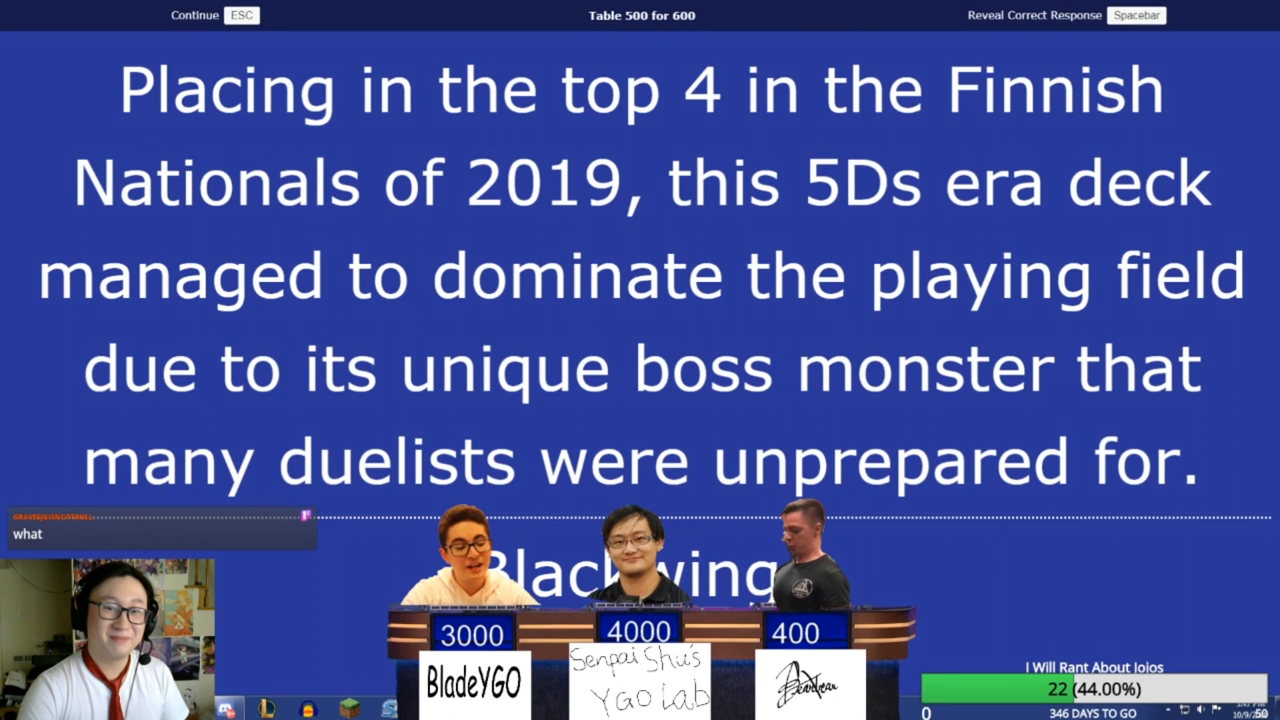 Continue ESC
Table 500 for 600
Reveal Correct Response Spacebar
Placing in the top 4 in the Finnish
Nationals of 2019, this 5Ds era deck
managed to dominate the playing field
due to its unique boss monster that
many duelists were unprepared for.
what
Blackwing
3000
4000
400
BladeYGO
Senpai Shu's
YGO Lab
I Will Rant About Jojos
22 (44.00%)
0
346 DAYS TO GO
50